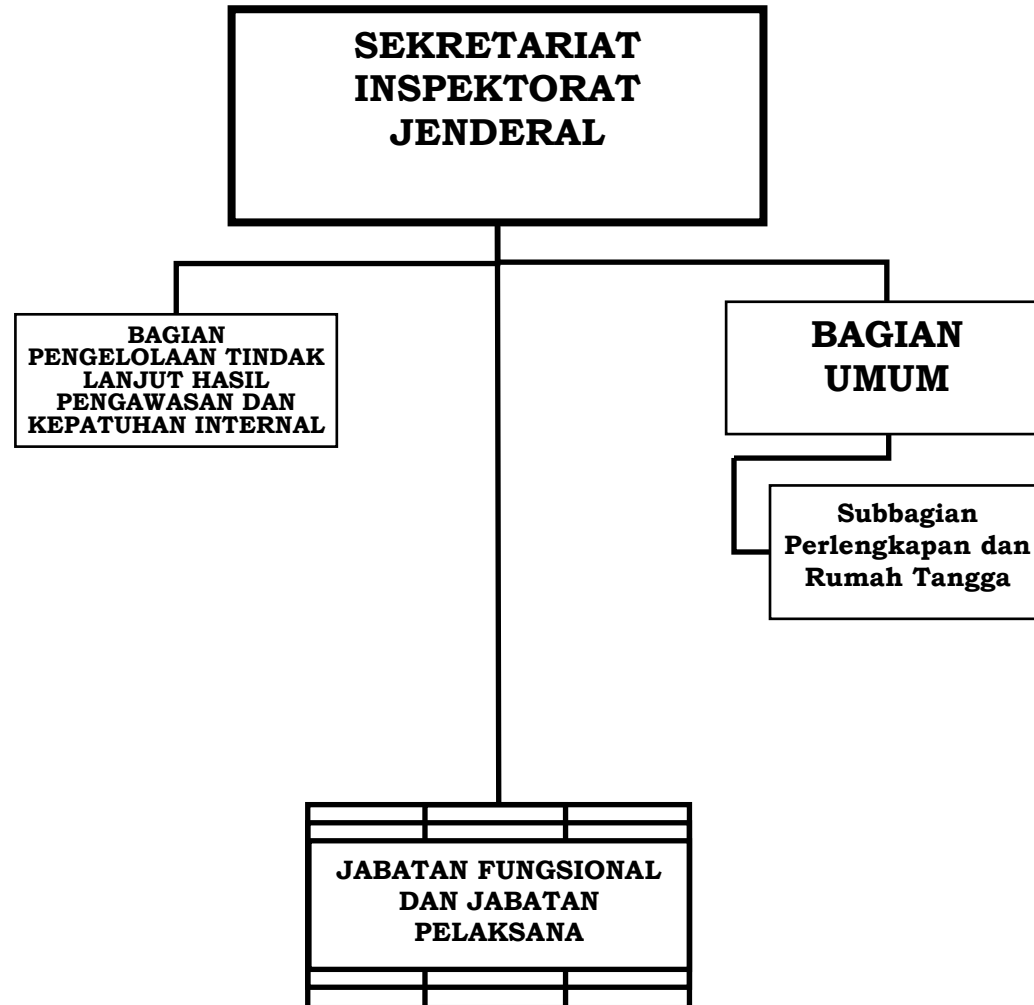 SEKRETARIAT
INSPEKTORAT
JENDERAL
BAGIAN
PENGELOLAAN TINDAK
LANJUT HASIL
PENGAWASAN DAN
KEPATUHAN INTERNAL
BAGIAN
UMUM
Subbagian
Perlengkapan dan
Rumah Tangga
JABATAN FUNGSIONAL
DAN JABATAN
PELAKSANA